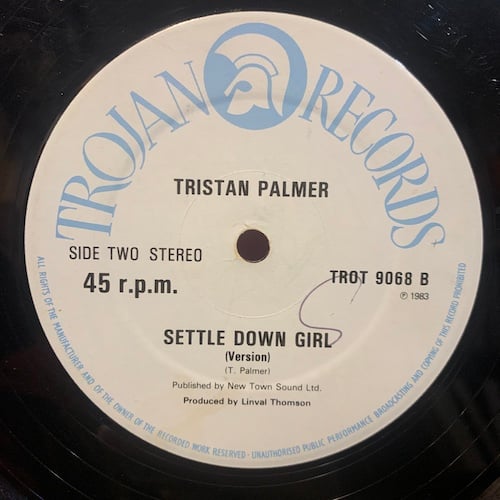 TROJAN RECORDS
TRISTAN PALMER
SIDE TWO STEREO
45 r.p.m.
TROT 9068 B
℗ 1983
SETTLE DOWN GIRL
(Version)
(T. Palmer)
Published by New Town Sound Ltd.
Produced by Linval Thomson
ALL RIGHTS OF THE MANUFACTURER AND OF THE OWNER OF THE RECORDED WORK RESERVED · UNAUTHORISED PUBLIC PERFORMANCE BROADCASTING AND COPYING OF THIS RECORD PROHIBITED